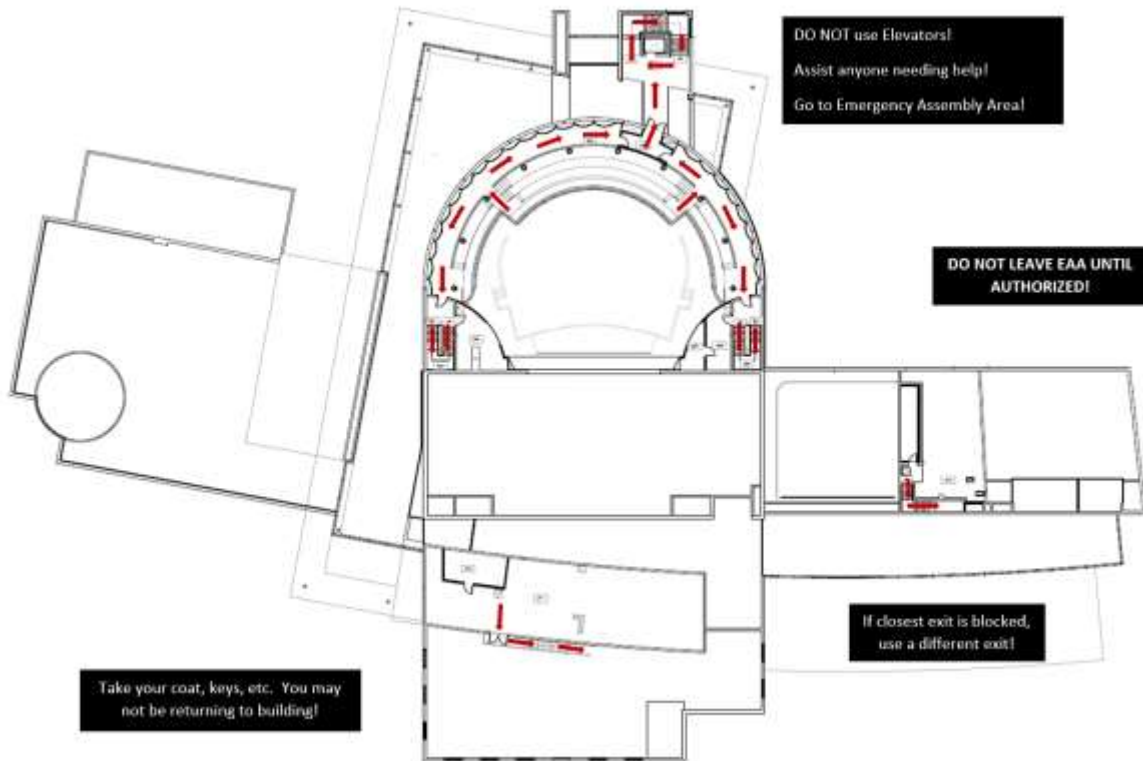 DO NOT use Elevators!
Assist anyone needing help!
Go to Emergency Assembly Area!
DO NOT LEAVE EAA UNTIL
AUTHORIZED!
If closest exit is blocked,
use a different exit!
Take your coat, keys, etc. You may
not be returning to building!